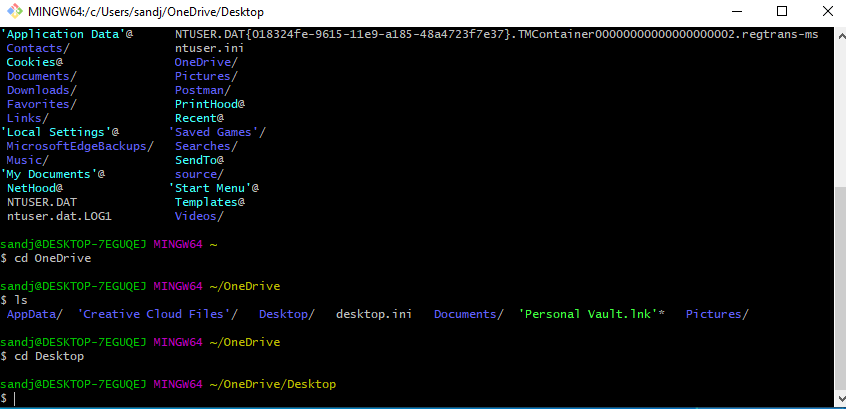 MINGW64:/c/Users/sandj/OneDrive/Desktop
'Application Data'@ NTUSER.DAT{018324fe-9615-11e9-a185-48a4723f7e37}.TMContainer00000000000000000002.regtrans-ms
Contacts/ ntuser.ini
Cookies@ OneDrive/
Documents/ Pictures/
Downloads/ Postman/
Favorites/ PrintHood@
Links/ Recent@
'Local Settings'@ 'Saved Games'/
MicrosoftEdgeBackups/ Searches/
Music/ SendTo@
'My Documents'@ source/
NetHood@ 'Start Menu'@
NTUSER.DAT Templates@
ntuser.dat.LOG1 Videos/
sandj@DESKTOP-7EGUQEJ MINGW64 ~
$ cd OneDrive
sandj@DESKTOP-7EGUQEJ MINGW64 ~/OneDrive
$ ls
AppData/ 'Creative Cloud Files'/ Desktop/ desktop.ini Documents/ 'Personal Vault.lnk'* Pictures/
sandj@DESKTOP-7EGUQEJ MINGW64 ~/OneDrive
$ cd Desktop
sandj@DESKTOP-7EGUQEJ MINGW64 ~/OneDrive/Desktop
$